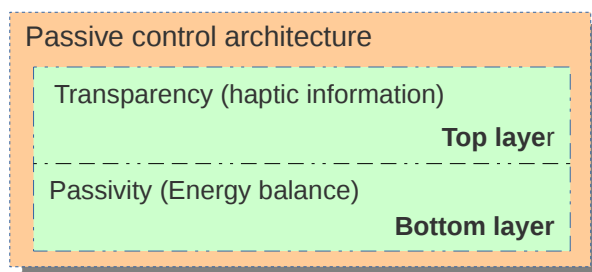 Passive control architecture
Transparency (haptic information)
Top layer
Passivity (Energy balance)
Bottom layer